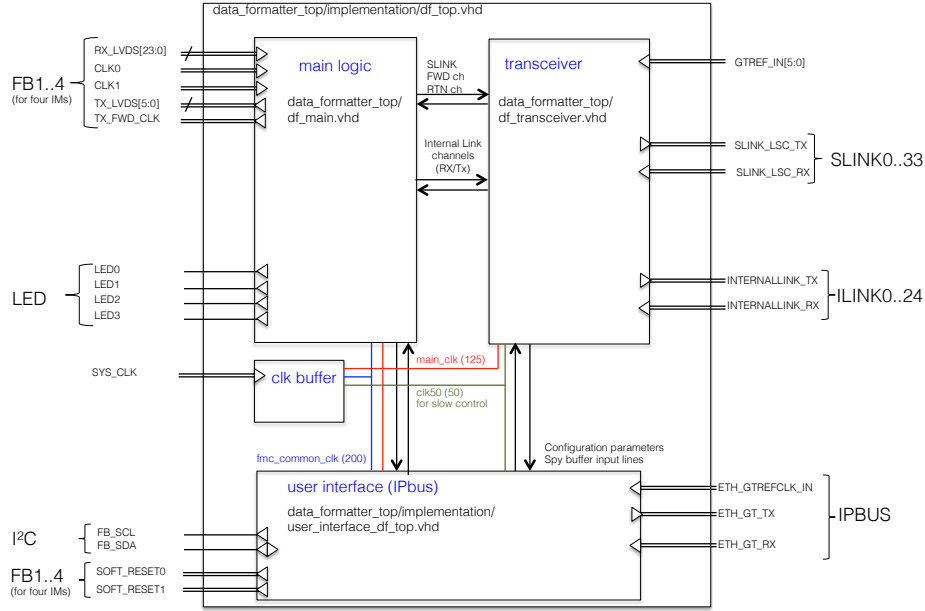 data_formatter_top/implementation/df_top.vhd
RX_LVDS[23:0]
CLK0
CLK1
TX_LVDS[5:0]
TX_FWD_CLK
FB1..4
(for four IMs)
main logic
data_formatter_top/
df_main.vhd
SLINK
FWD ch
RTN ch
Internal Link
channels
(RX/Tx)
transceiver
data_formatter_top/
df_transceiver.vhd
GTREF_IN[5:0]
SLINK_LSC_TX
SLINK_LSC_RX
SLINK0..33
INTERNALLINK_TX
INTERNALLINK_RX
ILINK0..24
LED
LED0
LED1
LED2
LED3
SYS_CLK
clk buffer
main_clk (125)
clk50 (50)
for slow control
fmc_common_clk (200)
Configuration parameters
Spy buffer input lines
user interface (IPbus)
data_formatter_top/implementation/
user_interface_df_top.vhd
ETH_GTREFCLK_IN
ETH_GT_TX
ETH_GT_RX
IPBUS
I²C
FB_SCL
FB_SDA
FB1..4
(for four IMs)
SOFT_RESET0
SOFT_RESET1